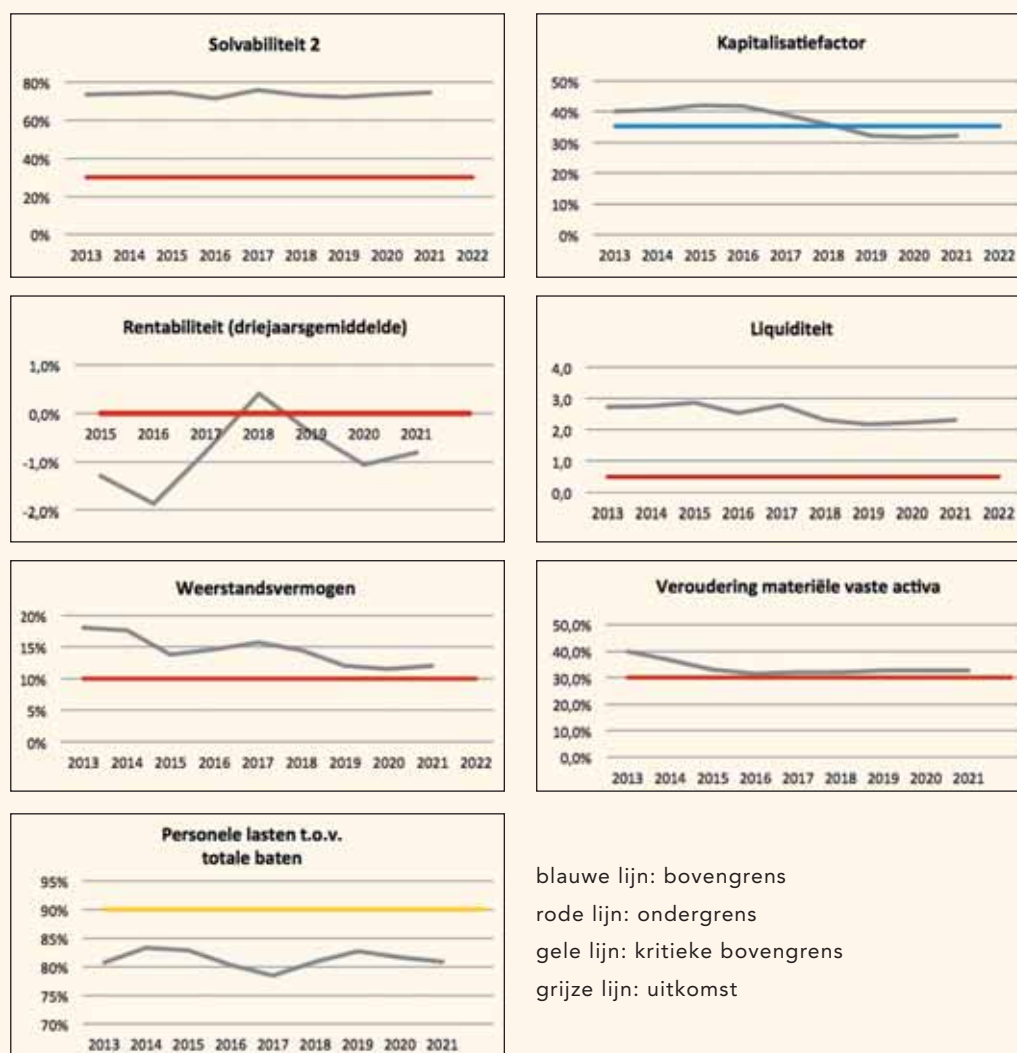 Solvabiliteit 2
80%
60%
40%
20%
0%
2013 2014 2015 2016 2017 2018 2019 2020 2021 2022
Kapitalisatiefactor
50%
40%
30%
20%
10%
0%
2013 2014 2015 2016 2017 2018 2019 2020 2021 2022
Rentabiliteit (driejaarsgemiddelde)
1,0%
0,0%
2015 2016 2017 2018 2019 2020 2021
-1,0%
-2,0%
Liquiditeit
4,0
3,0
2,0
1,0
0,0
2013 2014 2015 2016 2017 2018 2019 2020 2021 2022
Weerstandsvermogen
20%
15%
10%
5%
0%
2013 2014 2015 2016 2017 2018 2019 2020 2021 2022
Veroudering materiële vaste activa
50,0%
40,0%
30,0%
20,0%
10,0%
0,0%
2013 2014 2015 2016 2017 2018 2019 2020 2021
Personele lasten t.o.v.
totale baten
95%
90%
85%
80%
75%
70%
2013 2014 2015 2016 2017 2018 2019 2020 2021
blauwe lijn: bovengrens
rode lijn: ondergrens
gele lijn: kritieke bovengrens
grijze lijn: uitkomst